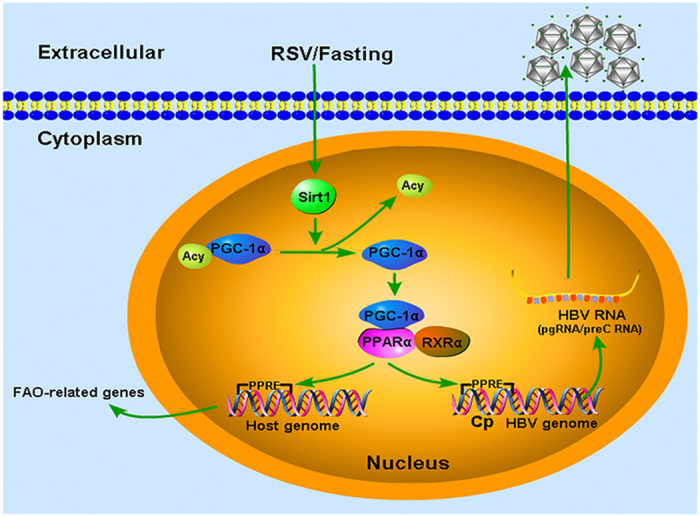 Extracellular
RSV/Fasting
Cytoplasm
Sirt1
Acy
Acy
PGC-1α
PGC-1α
PGC-1α
PPARα
RXRα
HBV RNA
(pgRNA/preC RNA)
FAO-related genes
PPRE
Host genome
PPRE
Cp
HBV genome
Nucleus